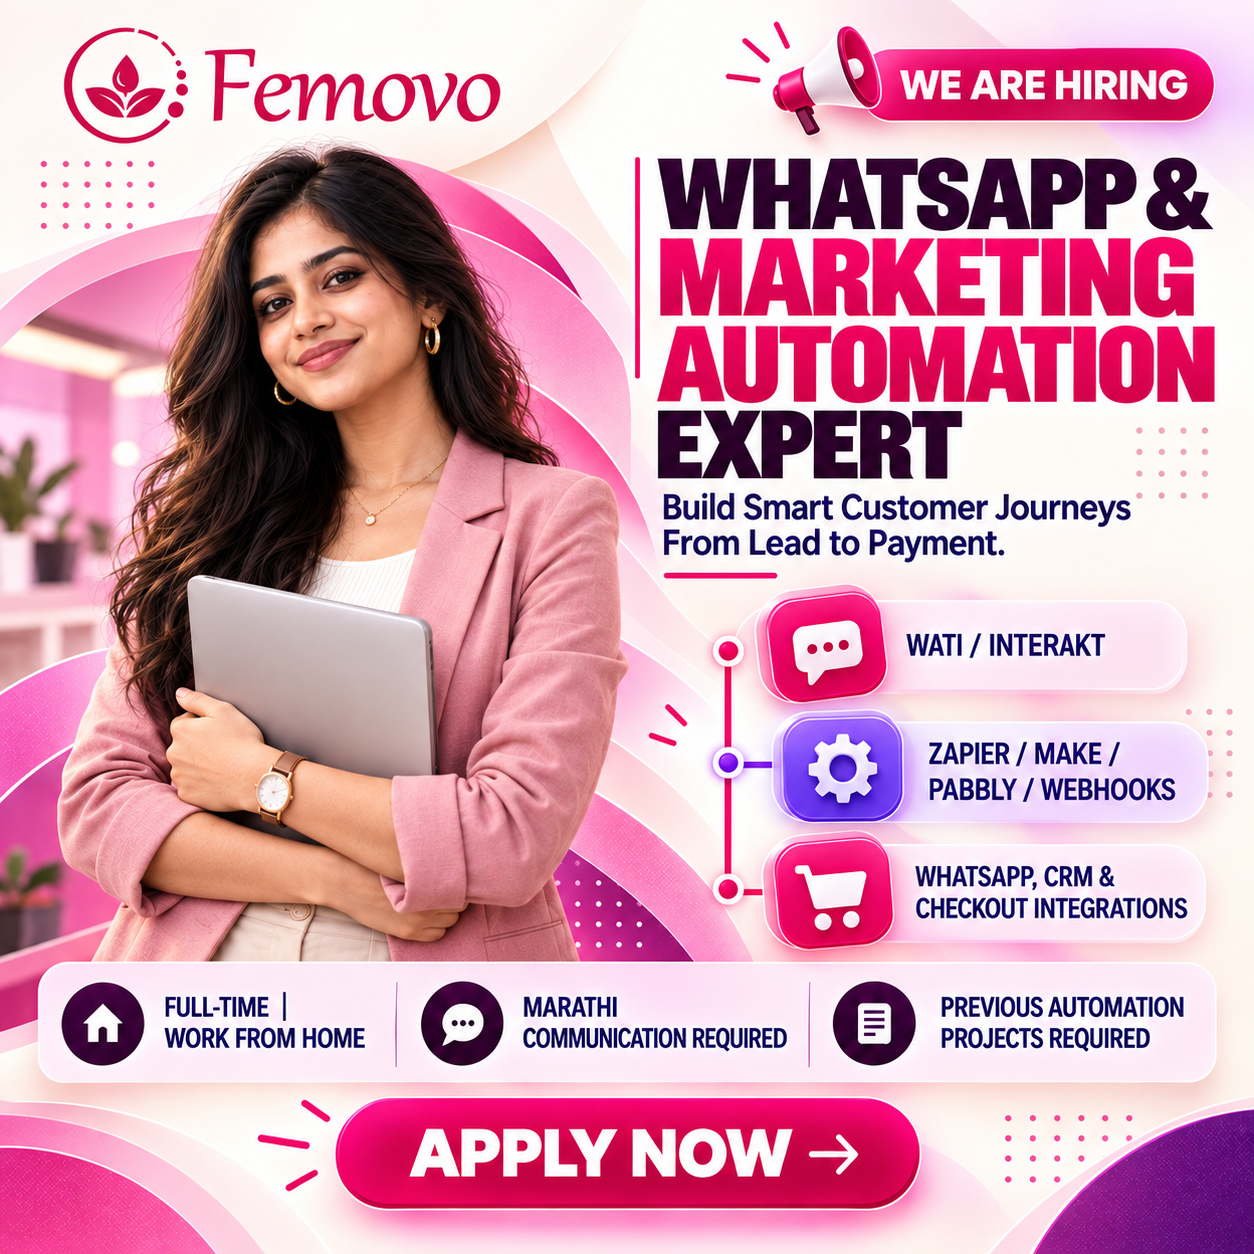 Femovo
WE ARE HIRING
WHATSAPP &
MARKETING
AUTOMATION
EXPERT
Build Smart Customer Journeys
From Lead to Payment.
WATI / INTERAKT
ZAPIER / MAKE /
PABBLY / WEBHOOKS
WHATSAPP, CRM &
CHECKOUT INTEGRATIONS
FULL-TIME |
WORK FROM HOME
MARATHI
COMMUNICATION REQUIRED
PREVIOUS AUTOMATION
PROJECTS REQUIRED
APPLY NOW →